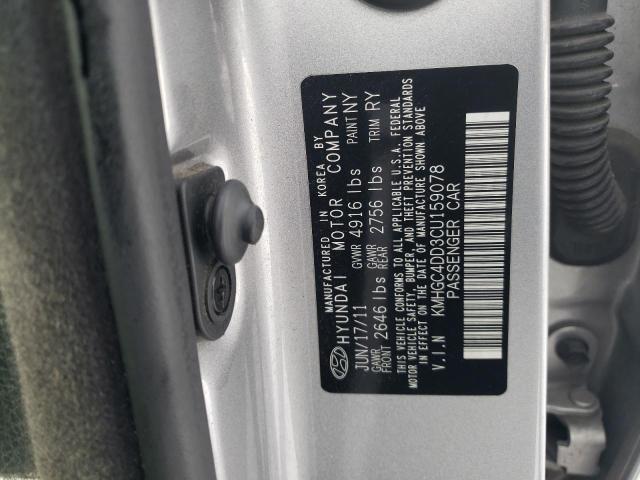 MANUFACTURED IN KOREA BY
HYUNDAI MOTOR COMPANY
JUN/17/11 GVWR 4916 lbs PAINT NY
GAWR FRONT 2646 lbs GAWR REAR 2756 lbs TRIM RY
THIS VEHICLE CONFORMS TO ALL APPLICABLE U.S.A. FEDERAL
MOTOR VEHICLE SAFETY, BUMPER, AND THEFT PREVENTION STANDARDS
IN EFFECT ON THE DATE OF MANUFACTURE SHOWN ABOVE
V.I.N KMHGC4DD3CU159078
PASSENGER CAR